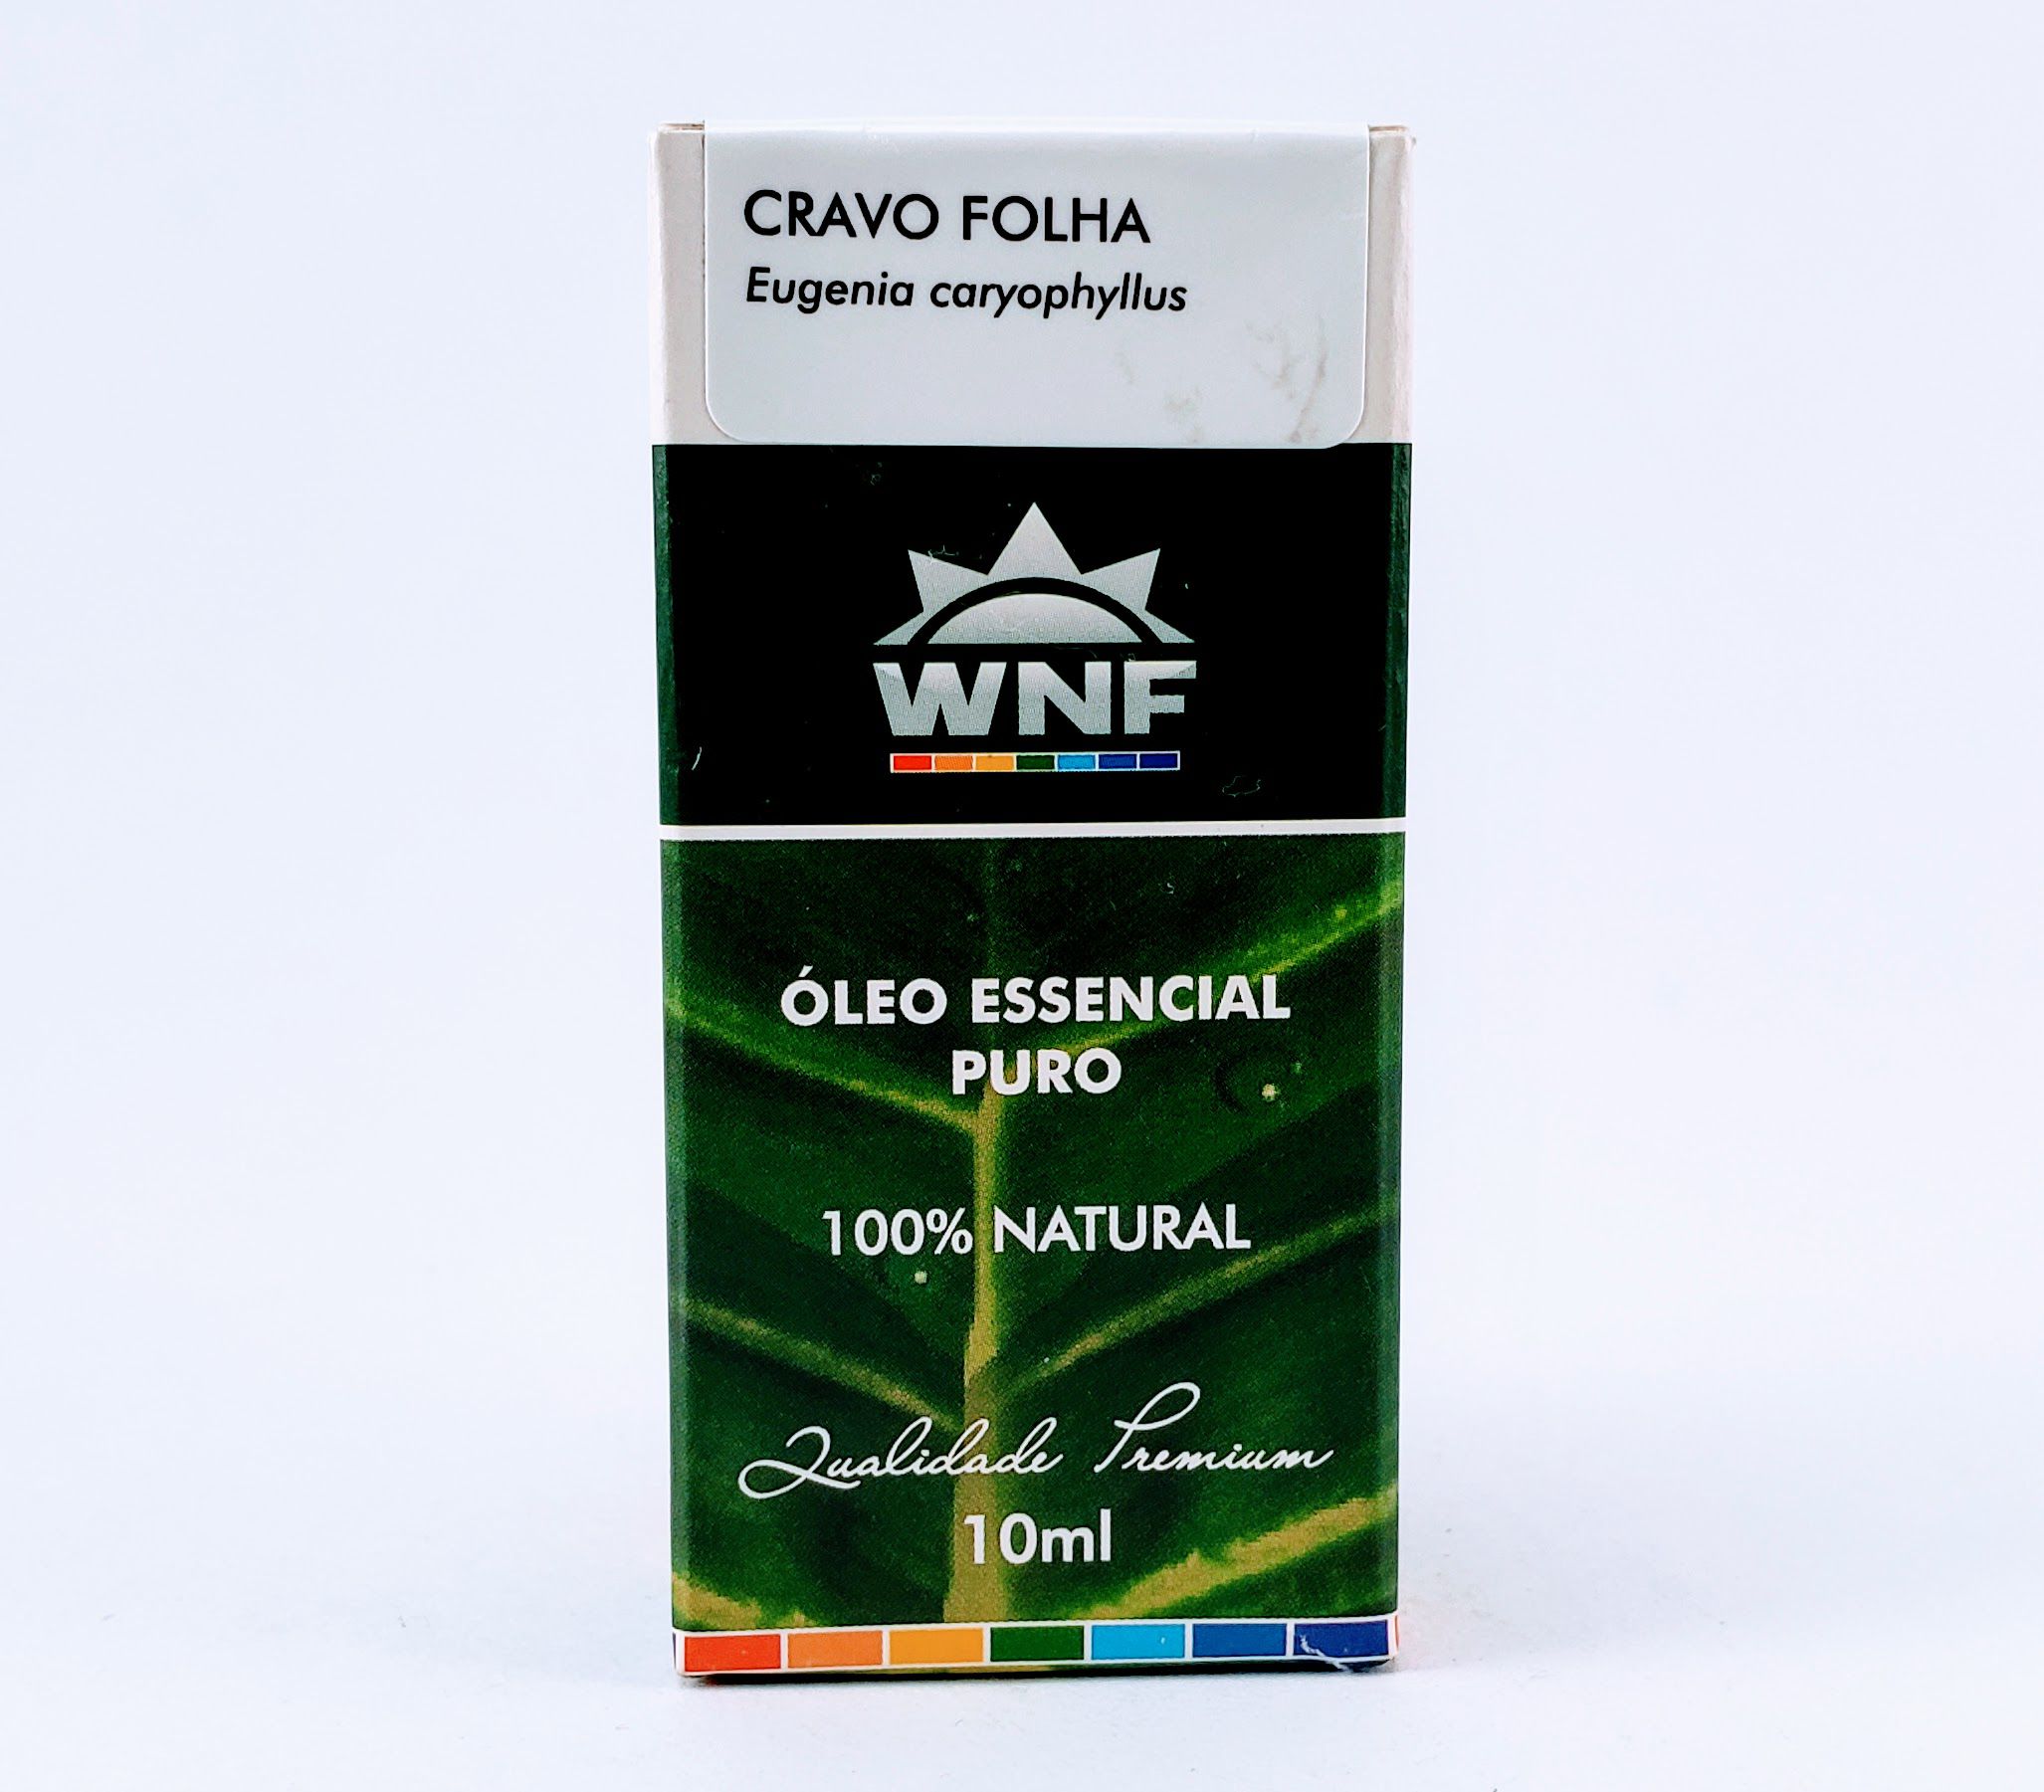 CRAVO FOLHA
Eugenia caryophyllus
WNF
ÓLEO ESSENCIAL
PURO
100% NATURAL
Qualidade Premium
10ml